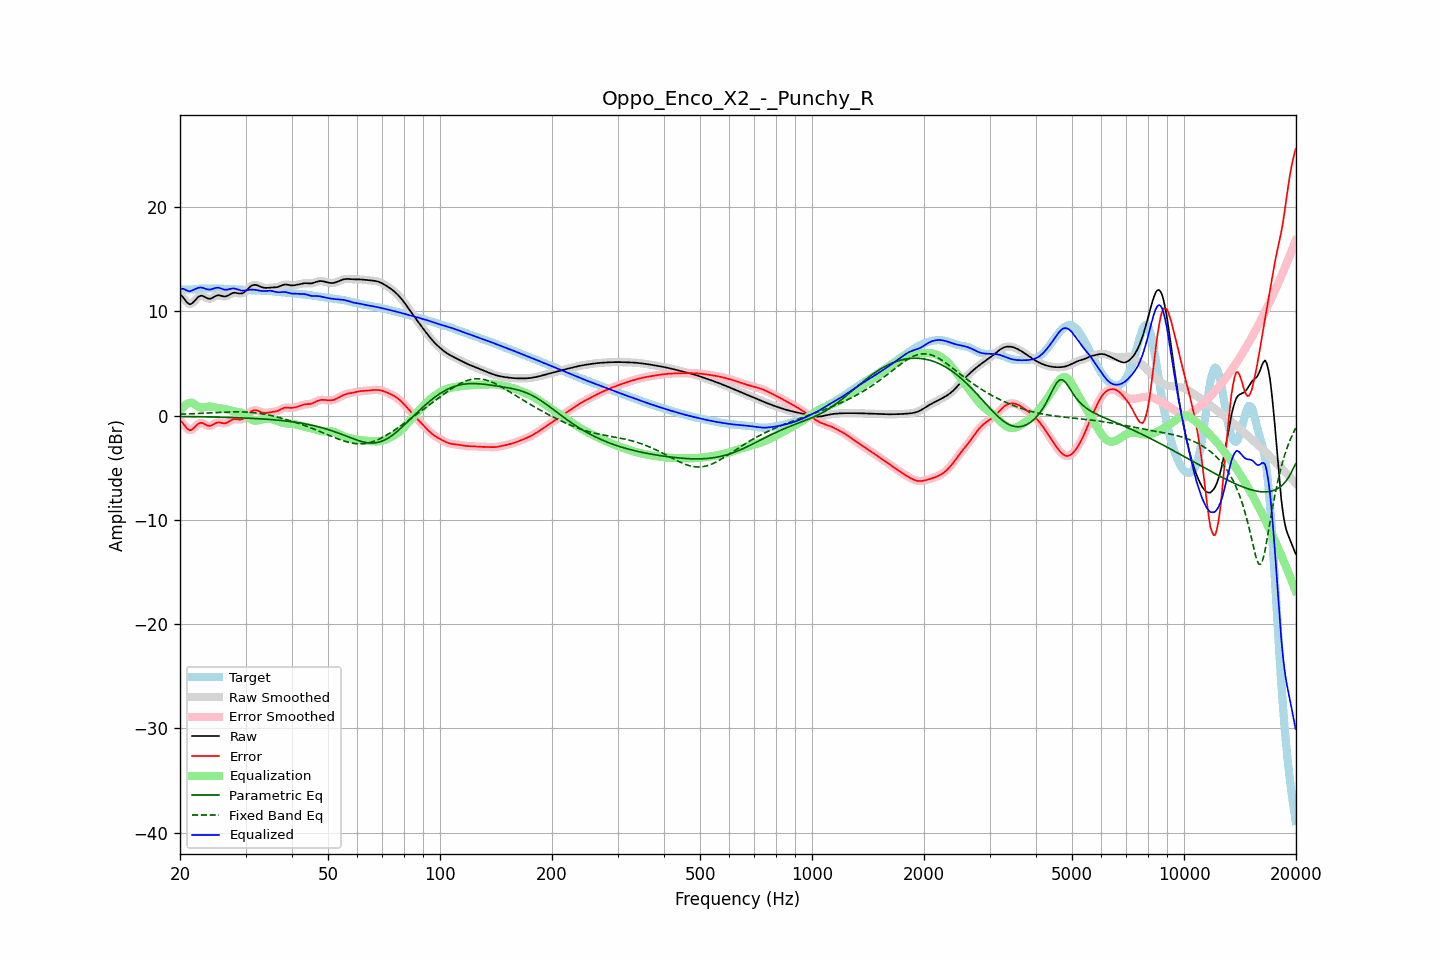 Oppo_Enco_X2_-_Punchy_R
Amplitude (dBr)
20
10
0
−10
−20
−30
−40
Target
Raw Smoothed
Error Smoothed
Raw
Error
Equalization
Parametric Eq
Fixed Band Eq
Equalized
20 50 100 200 500 1000 2000 5000 10000 20000
Frequency (Hz)